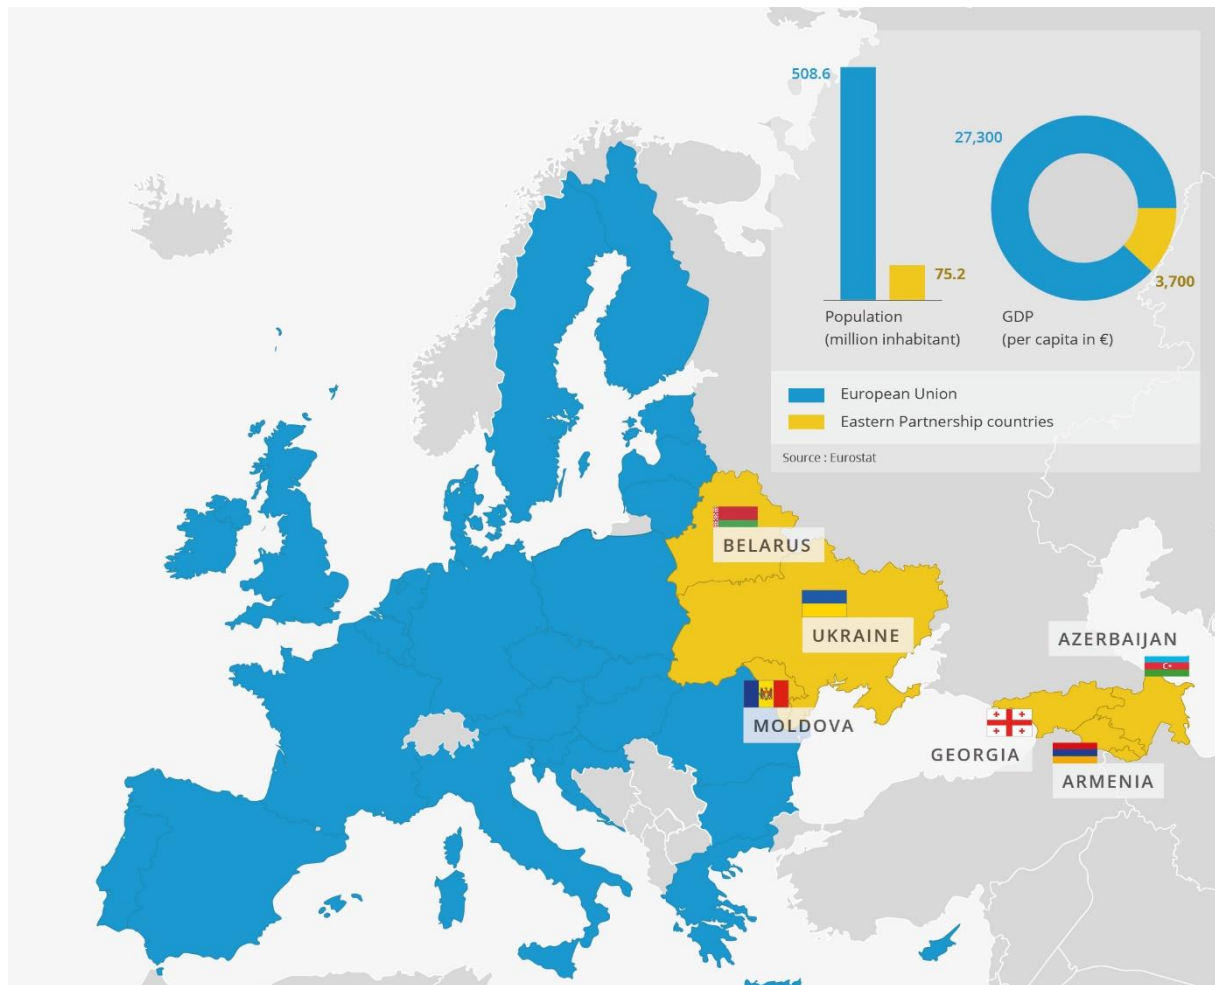 508.6
27,300
75.2
3,700
Population
(million inhabitant)
GDP
(per capita in €)
European Union
Eastern Partnership countries
Source : Eurostat
BELARUS
UKRAINE
AZERBAIJAN
MOLDOVA
GEORGIA
ARMENIA